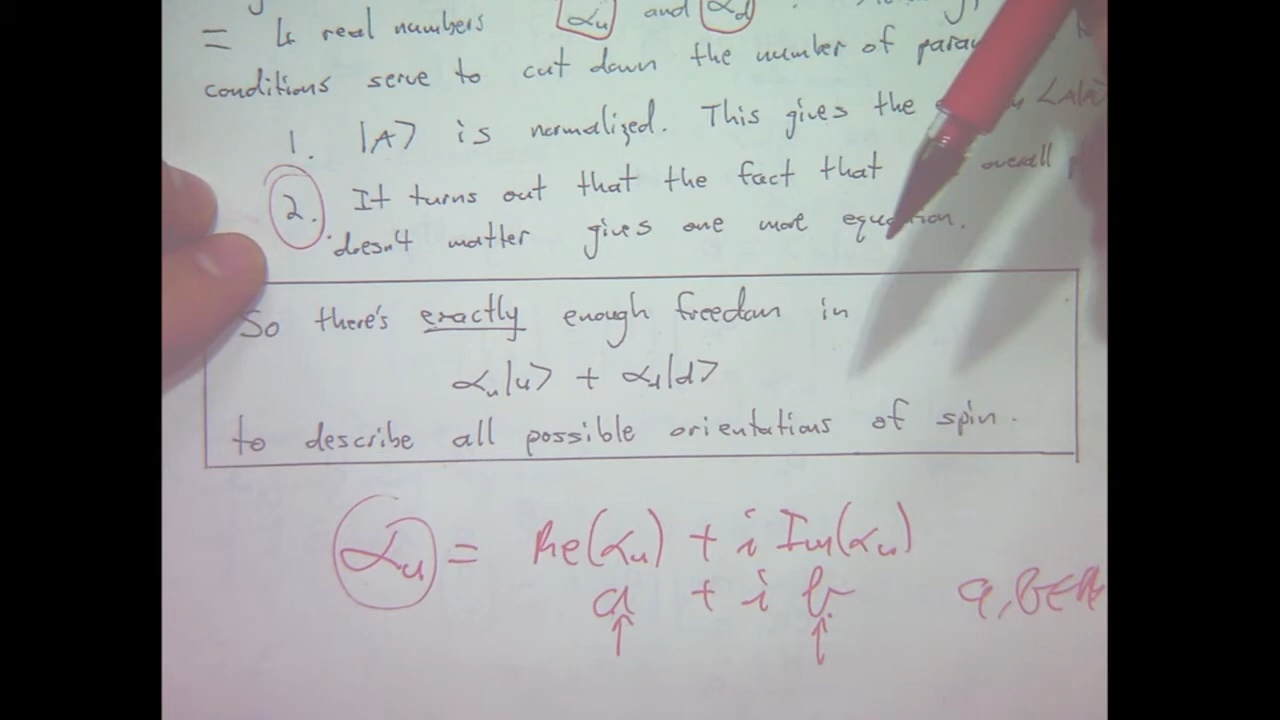 = 4 real numbers αu and αd.
conditions serve to cut down the number of
1. |A> is normalized. This gives the <A|A>
2. It turns out that the fact that overall
doesn't matter gives one more equation.
So there's exactly enough freedom in
αu|u> + αd|d>
to describe all possible orientations of spin.
αu = Re(αu) + i Im(αu)
a + i b a, b ∈ R